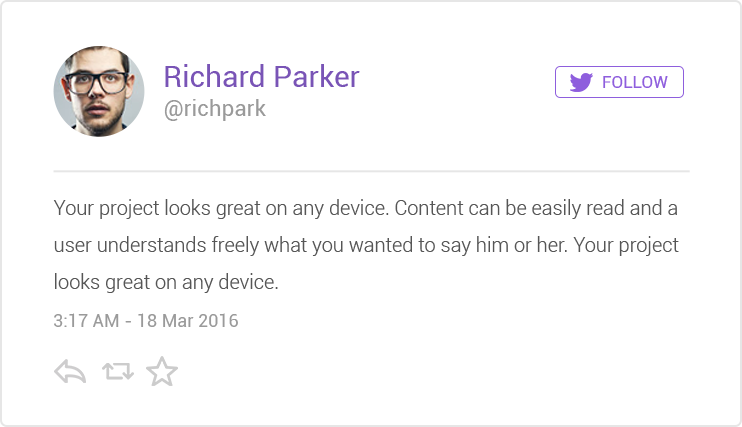 Richard Parker
@richpark
FOLLOW
Your project looks great on any device. Content can be easily read and a
user understands freely what you wanted to say him or her. Your project
looks great on any device.
3:17 AM - 18 Mar 2016